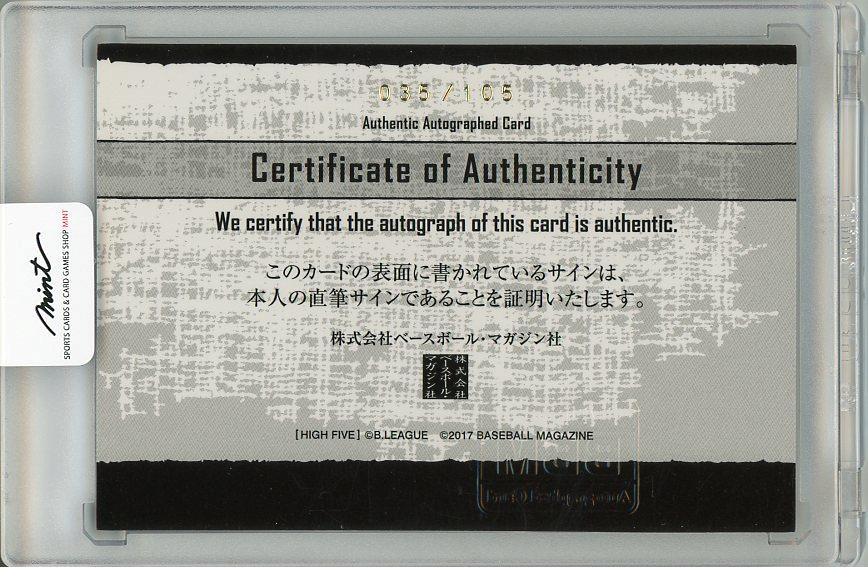 035/105
Authentic Autographed Card
Certificate of Authenticity
We certify that the autograph of this card is authentic.
このカードの表面に書かれているサインは、
本人の直筆サインであることを証明いたします。
株式会社ベースボール・マガジン社
株式会社
ベースボール・
マガジン社
[HIGH FIVE] ©B.LEAGUE ©2017 BASEBALL MAGAZINE
mint
SPORTS CARDS & CARD GAMES SHOP MINT